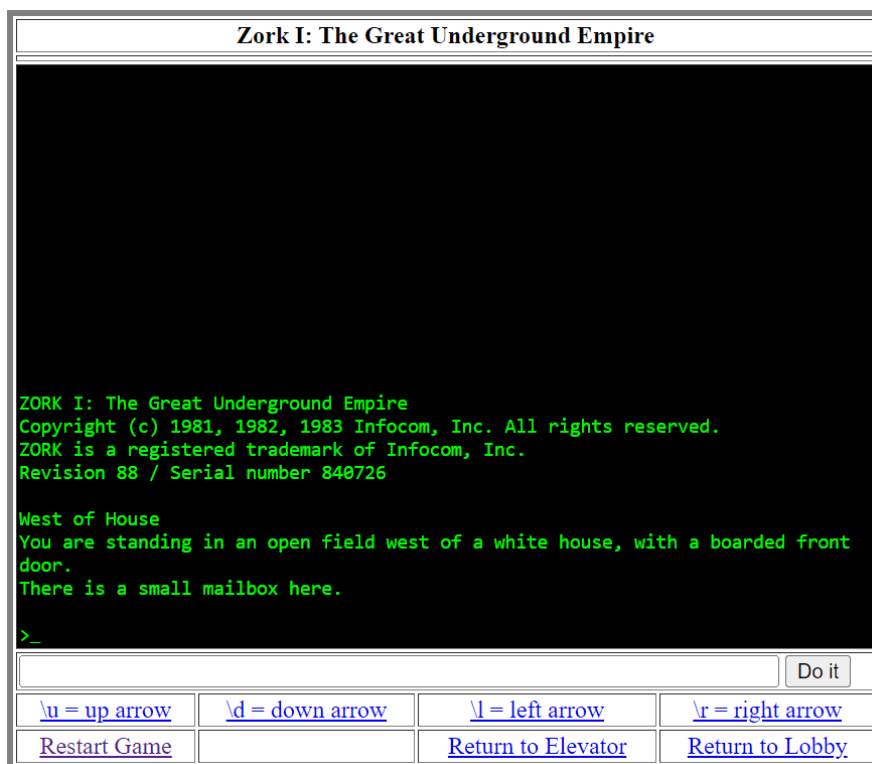 Zork I: The Great Underground Empire
ZORK I: The Great Underground Empire
Copyright (c) 1981, 1982, 1983 Infocom, Inc. All rights reserved.
ZORK is a registered trademark of Infocom, Inc.
Revision 88 / Serial number 840726
West of House
You are standing in an open field west of a white house, with a boarded front
door.
There is a small mailbox here.
>_
Do it
\u = up arrow
\d = down arrow
\l = left arrow
\r = right arrow
Restart Game
Return to Elevator
Return to Lobby